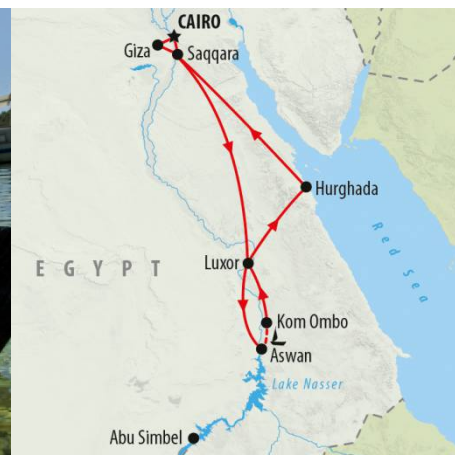 CAIRO
Giza
Saqqara
Hurghada
Red Sea
Luxor
EGYPT
Kom Ombo
Aswan
Lake Nasser
Abu Simbel